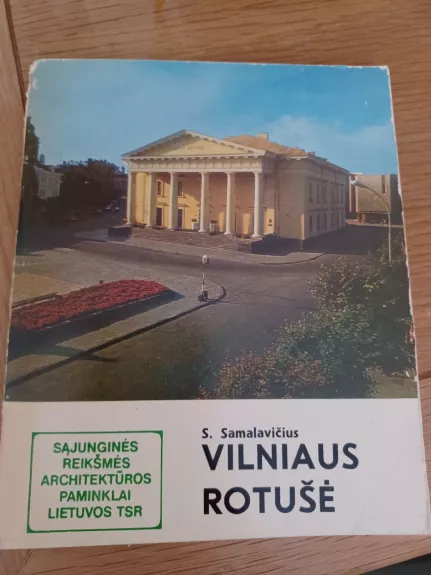 S. Samalavičius
VILNIAUS
ROTUŠĖ
SĄJUNGINĖS
REIKŠMĖS
ARCHITEKTŪROS
PAMINKLAI
LIETUVOS TSR